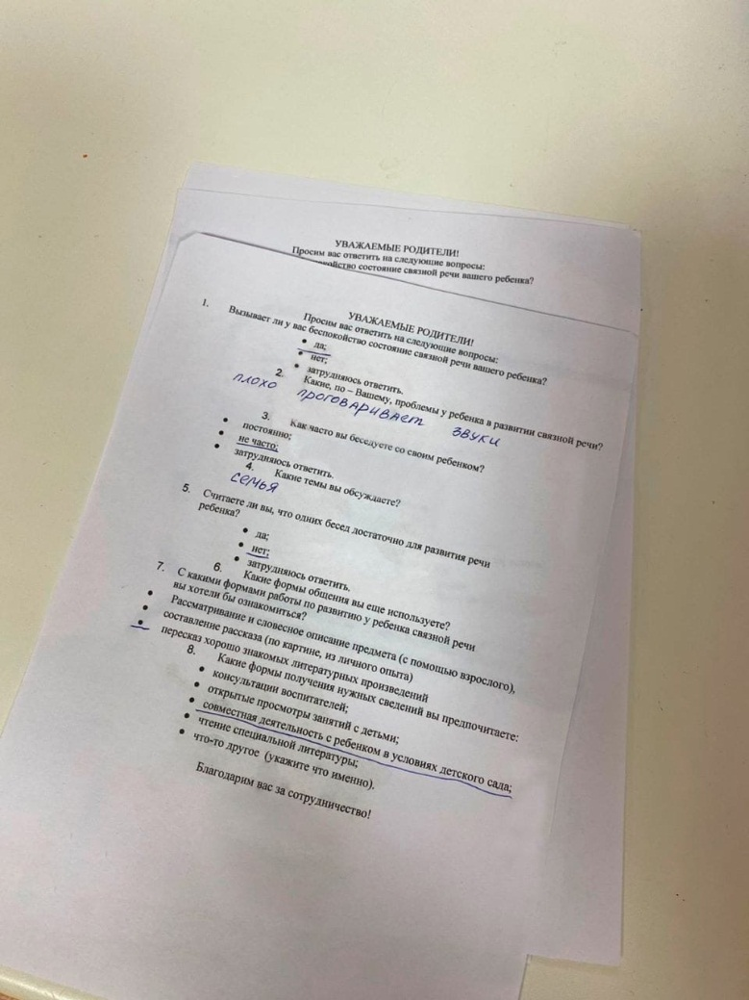 УВАЖАЕМЫЕ РОДИТЕЛИ!
Просим вас ответить на следующие вопросы:
состояние связной речи вашего ребенка?
УВАЖАЕМЫЕ РОДИТЕЛИ!
Просим вас ответить на следующие вопросы:
1. Вызывает ли у вас беспокойство состояние связной речи вашего ребенка?
• да;
• нет;
• затрудняюсь ответить.
2. Какие, по – Вашему, проблемы у ребенка в развитии связной речи?
плохо проговаривает звуки
3. Как часто вы беседуете со своим ребенком?
• постоянно;
• не часто;
• затрудняюсь ответить.
4. Какие темы вы обсуждаете?
семья
5. Считаете ли вы, что одних бесед достаточно для развития речи
ребенка?
• да;
• нет;
• затрудняюсь ответить.
6. Какие формы общения вы еще используете?
7. С какими формами работы по развитию у ребенка связной речи
вы хотели бы ознакомиться?
• Рассматривание и словесное описание предмета (с помощью взрослого),
• составление рассказа (по картине, из личного опыта)
• пересказ хорошо знакомых литературных произведений
8. Какие формы получения нужных сведений вы предпочитаете:
• консультации воспитателей;
• открытые просмотры занятий с детьми;
• совместная деятельность с ребенком в условиях детского сада;
• чтение специальной литературы;
• что-то другое (укажите что именно).
Благодарим вас за сотрудничество!